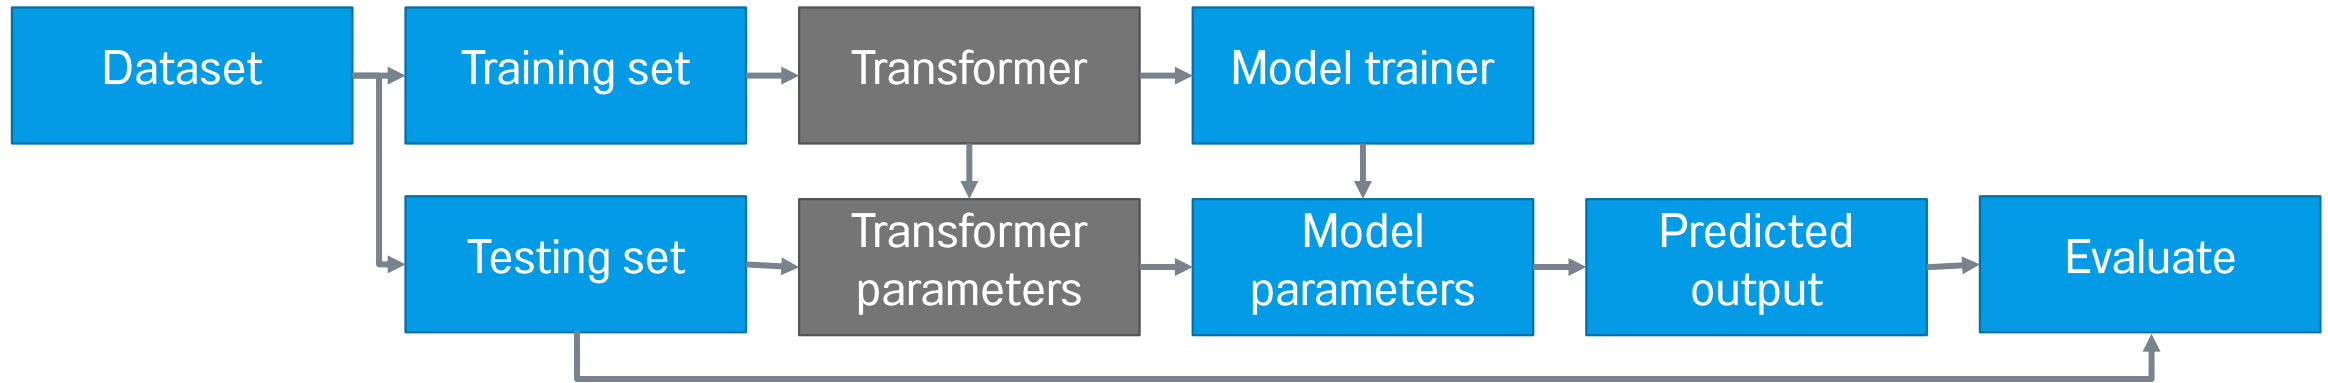 Dataset
Training set
Transformer
Model trainer
Testing set
Transformer
parameters
Model
parameters
Predicted
output
Evaluate